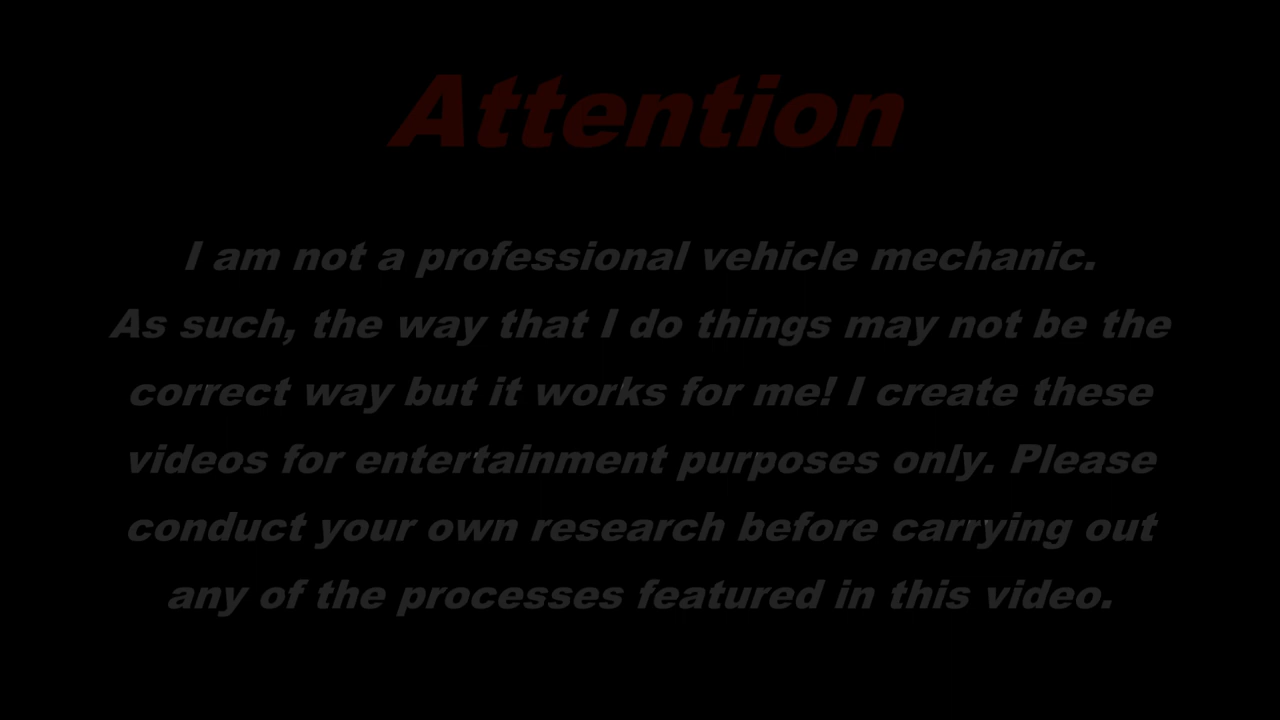 Attention
I am not a professional vehicle mechanic.
As such, the way that I do things may not be the
correct way but it works for me! I create these
videos for entertainment purposes only. Please
conduct your own research before carrying out
any of the processes featured in this video.